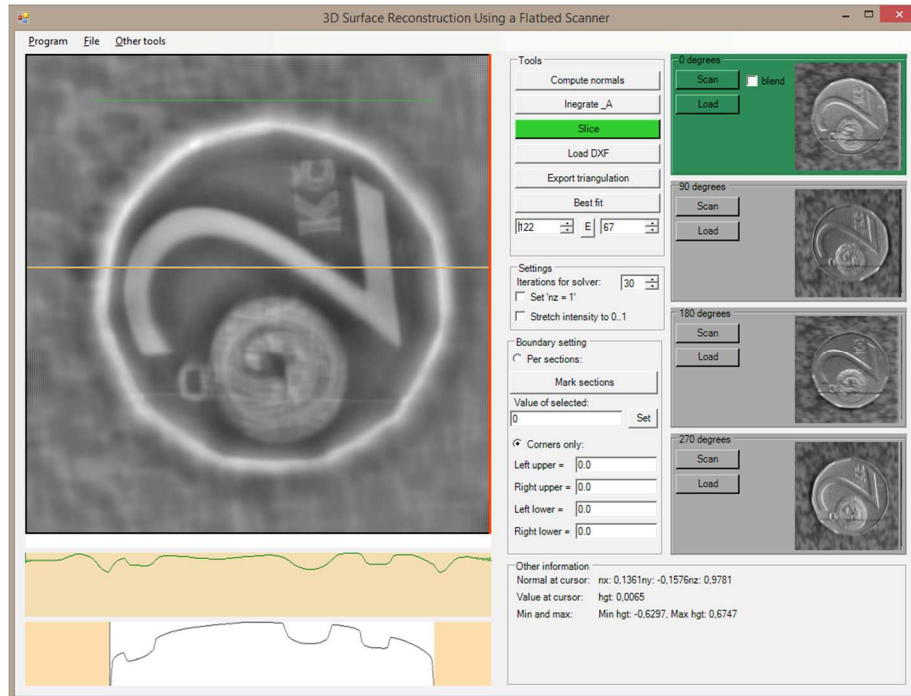 3D Surface Reconstruction Using a Flatbed Scanner
Program File Other tools
Tools
Compute normals
Inegrate _A
Slice
Load DXF
Export triangulation
Best fit
122 E 67
Settings
Iterations for solver: 30
Set 'nz = 1'
Stretch intensity to 0..1
Boundary setting
Per sections:
Mark sections
Value of selected:
0 Set
Corners only:
Left upper = 0.0
Right upper = 0.0
Left lower = 0.0
Right lower = 0.0
0 degrees
Scan blend
Load
90 degrees
Scan
Load
180 degrees
Scan
Load
270 degrees
Scan
Load
Other information
Normal at cursor: nx: 0,1361ny: -0,1576nz: 0,9781
Value at cursor: hgt: 0,0065
Min and max: Min hgt: -0,6297, Max hgt: 0,6747
Kč
2